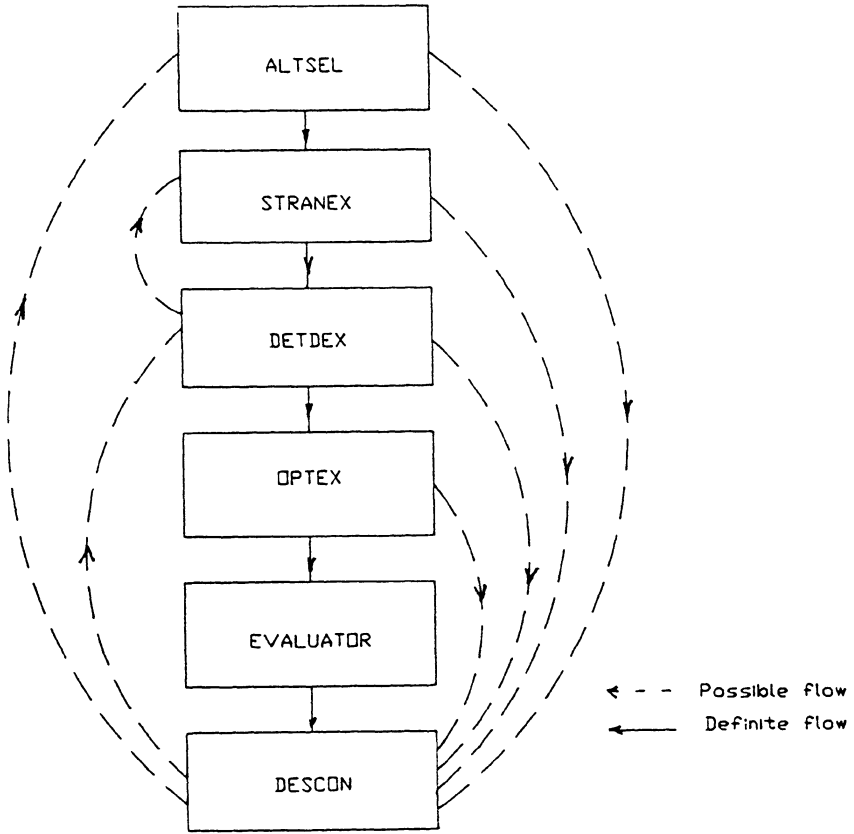 ALTSEL
STRANEX
DETDEX
OPTEX
EVALUATOR
Possible flow
Definite flow
DESCON